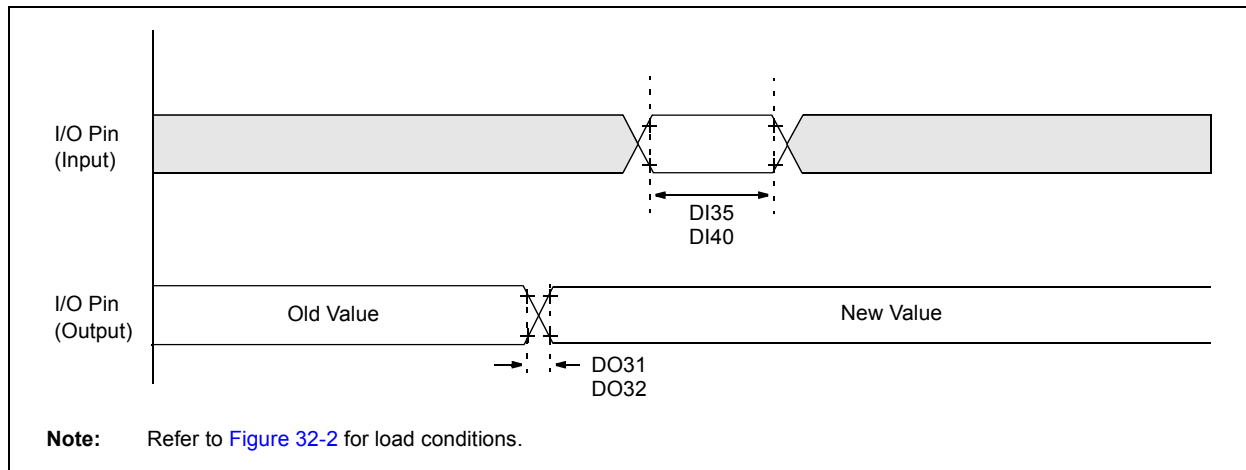 I/O Pin
(Input)
DI35
DI40
I/O Pin
(Output)
Old Value
New Value
DO31
DO32
Note: Refer to Figure 32-2 for load conditions.